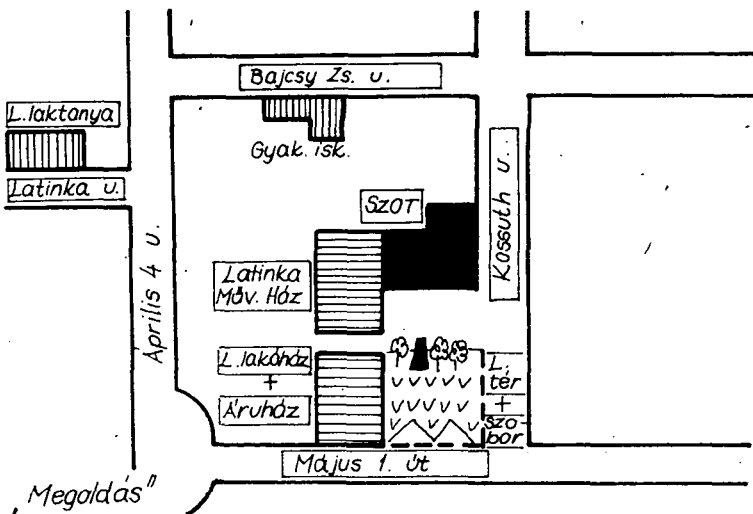 Bajcsy Zs. u.
L. laktanya
Gyak. isk.
Latinka u.
SZOT
Kossuth u.
Április 4 u.
Latinka
Műv. Ház
L. lakóház
+
Áruház
L.
tér
+
szo-
bor
Május 1. út
„Megoldás"